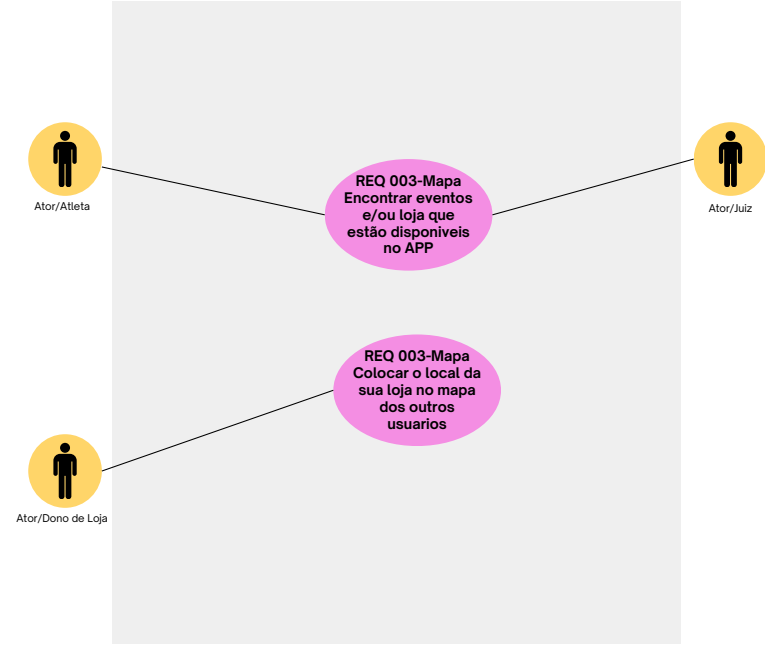 REQ 003-Mapa
Encontrar eventos
e/ou loja que
estão disponiveis
no APP
Ator/Atleta
Ator/Juiz
REQ 003-Mapa
Colocar o local da
sua loja no mapa
dos outros
usuarios
Ator/Dono de Loja